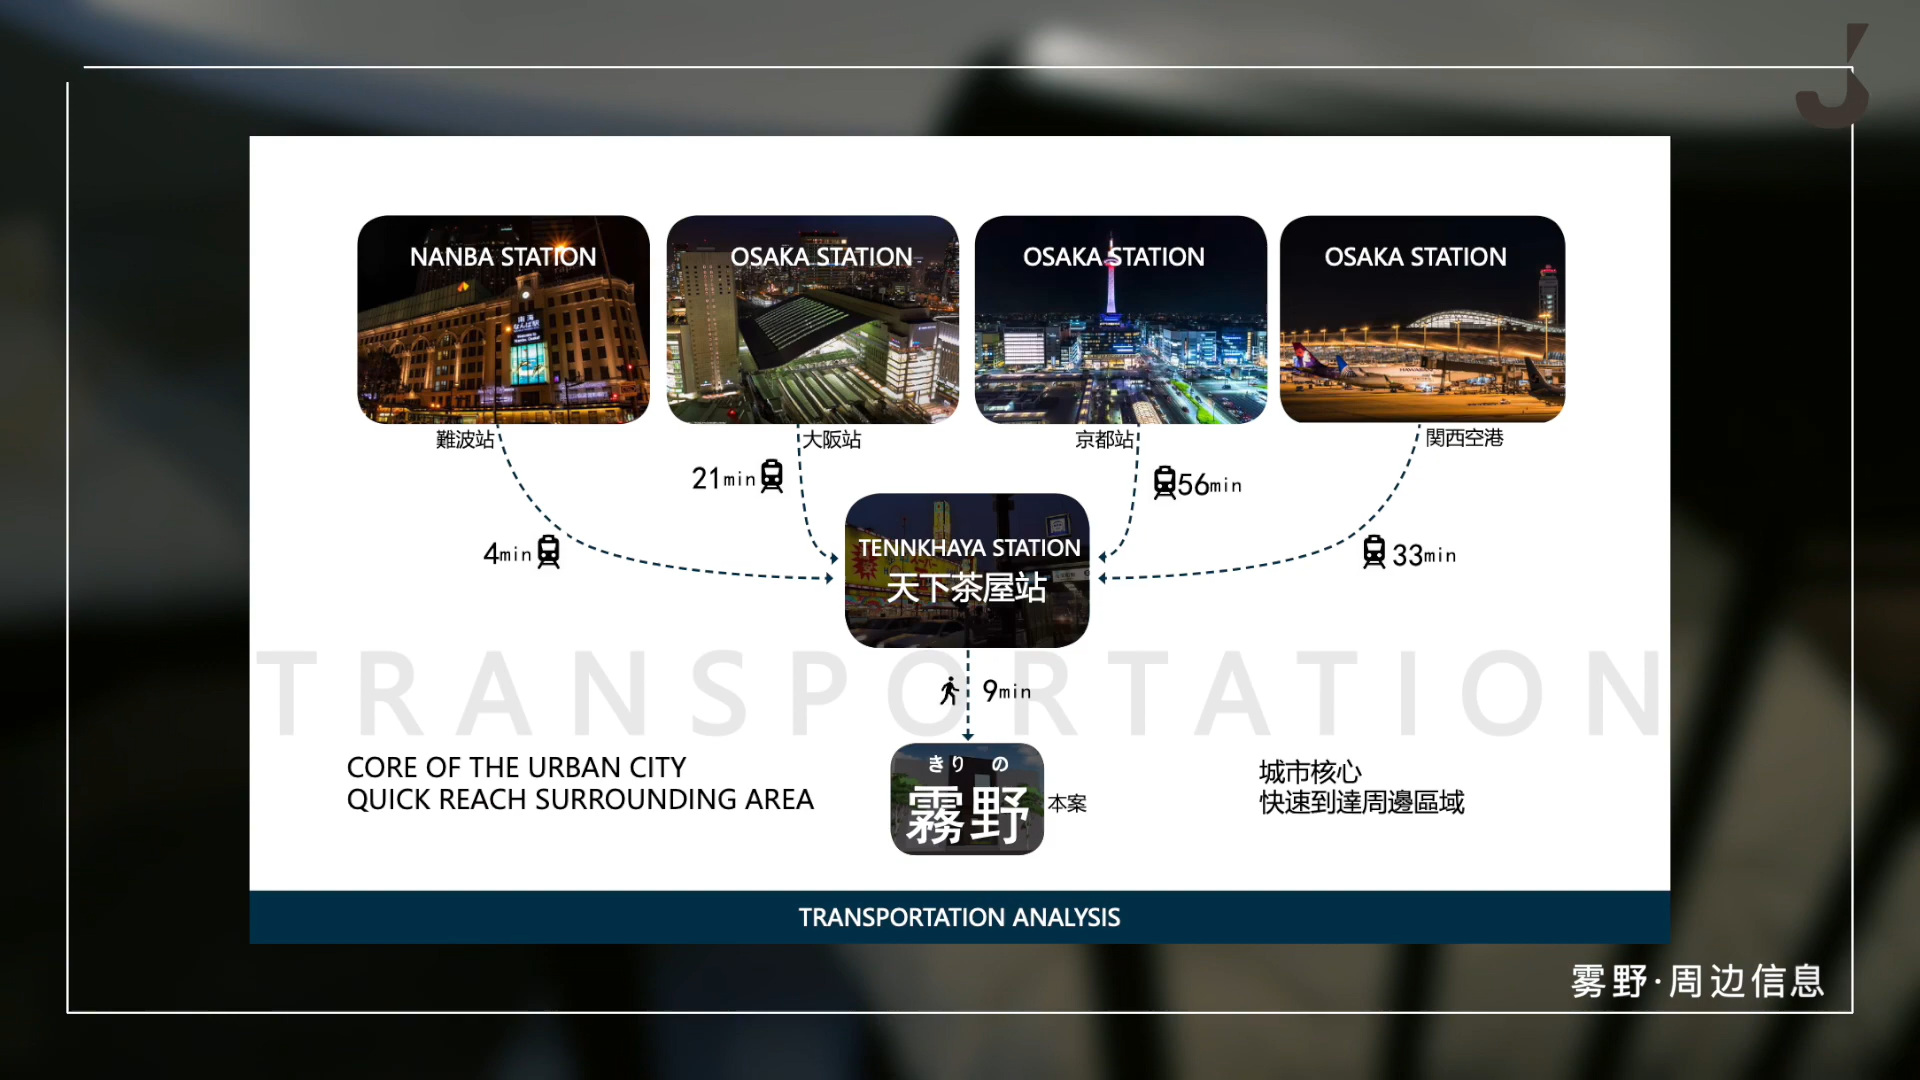 NANBA STATION
OSAKA STATION
OSAKA STATION
OSAKA STATION
難波站
大阪站
京都站
関西空港
21min
56min
4min
33min
TENNKHAYA STATION
天下茶屋站
TRANSPORTATION
9min
きり の
霧野
本案
CORE OF THE URBAN CITY
QUICK REACH SURROUNDING AREA
城市核心
快速到達周邊區域
TRANSPORTATION ANALYSIS
雾野·周边信息